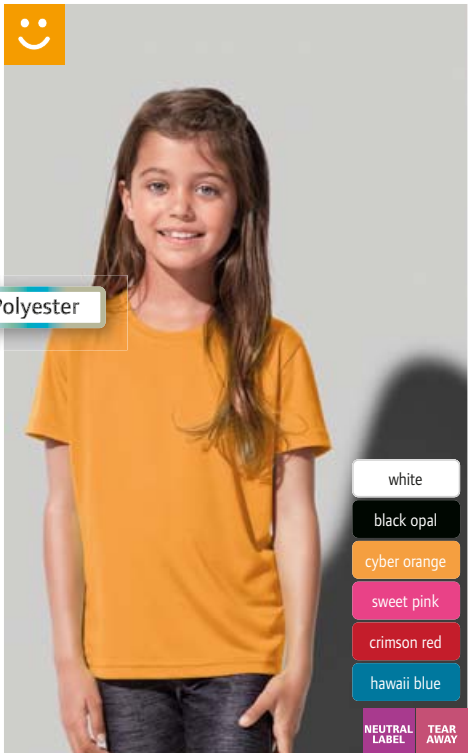 Polyester
white
black opal
cyber orange
sweet pink
crimson red
hawaii blue
NEUTRAL
LABEL
TEAR
AWAY